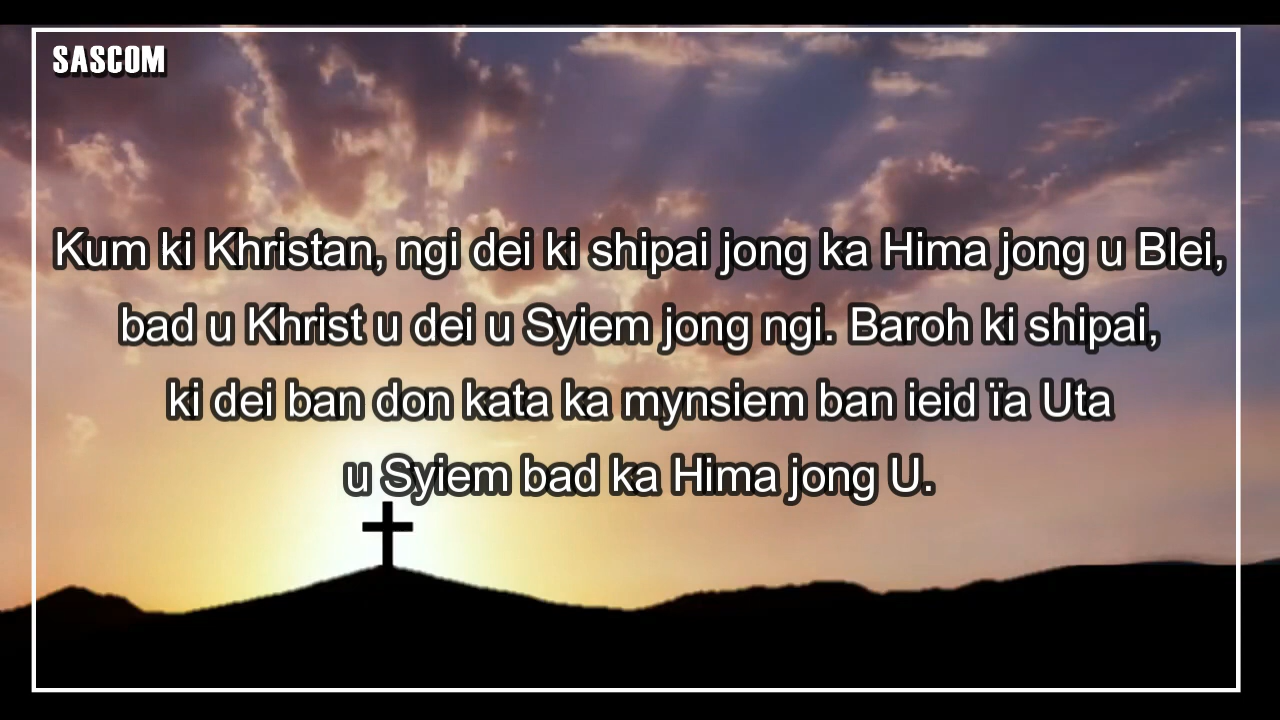 SASCOM
Kum ki Khristan, ngi dei ki shipai jong ka Hima jong u Blei,
bad u Khrist u dei u Syiem jong ngi. Baroh ki shipai,
ki dei ban don kata ka mynsiem ban ieid ïa Uta
u Syiem bad ka Hima jong U.